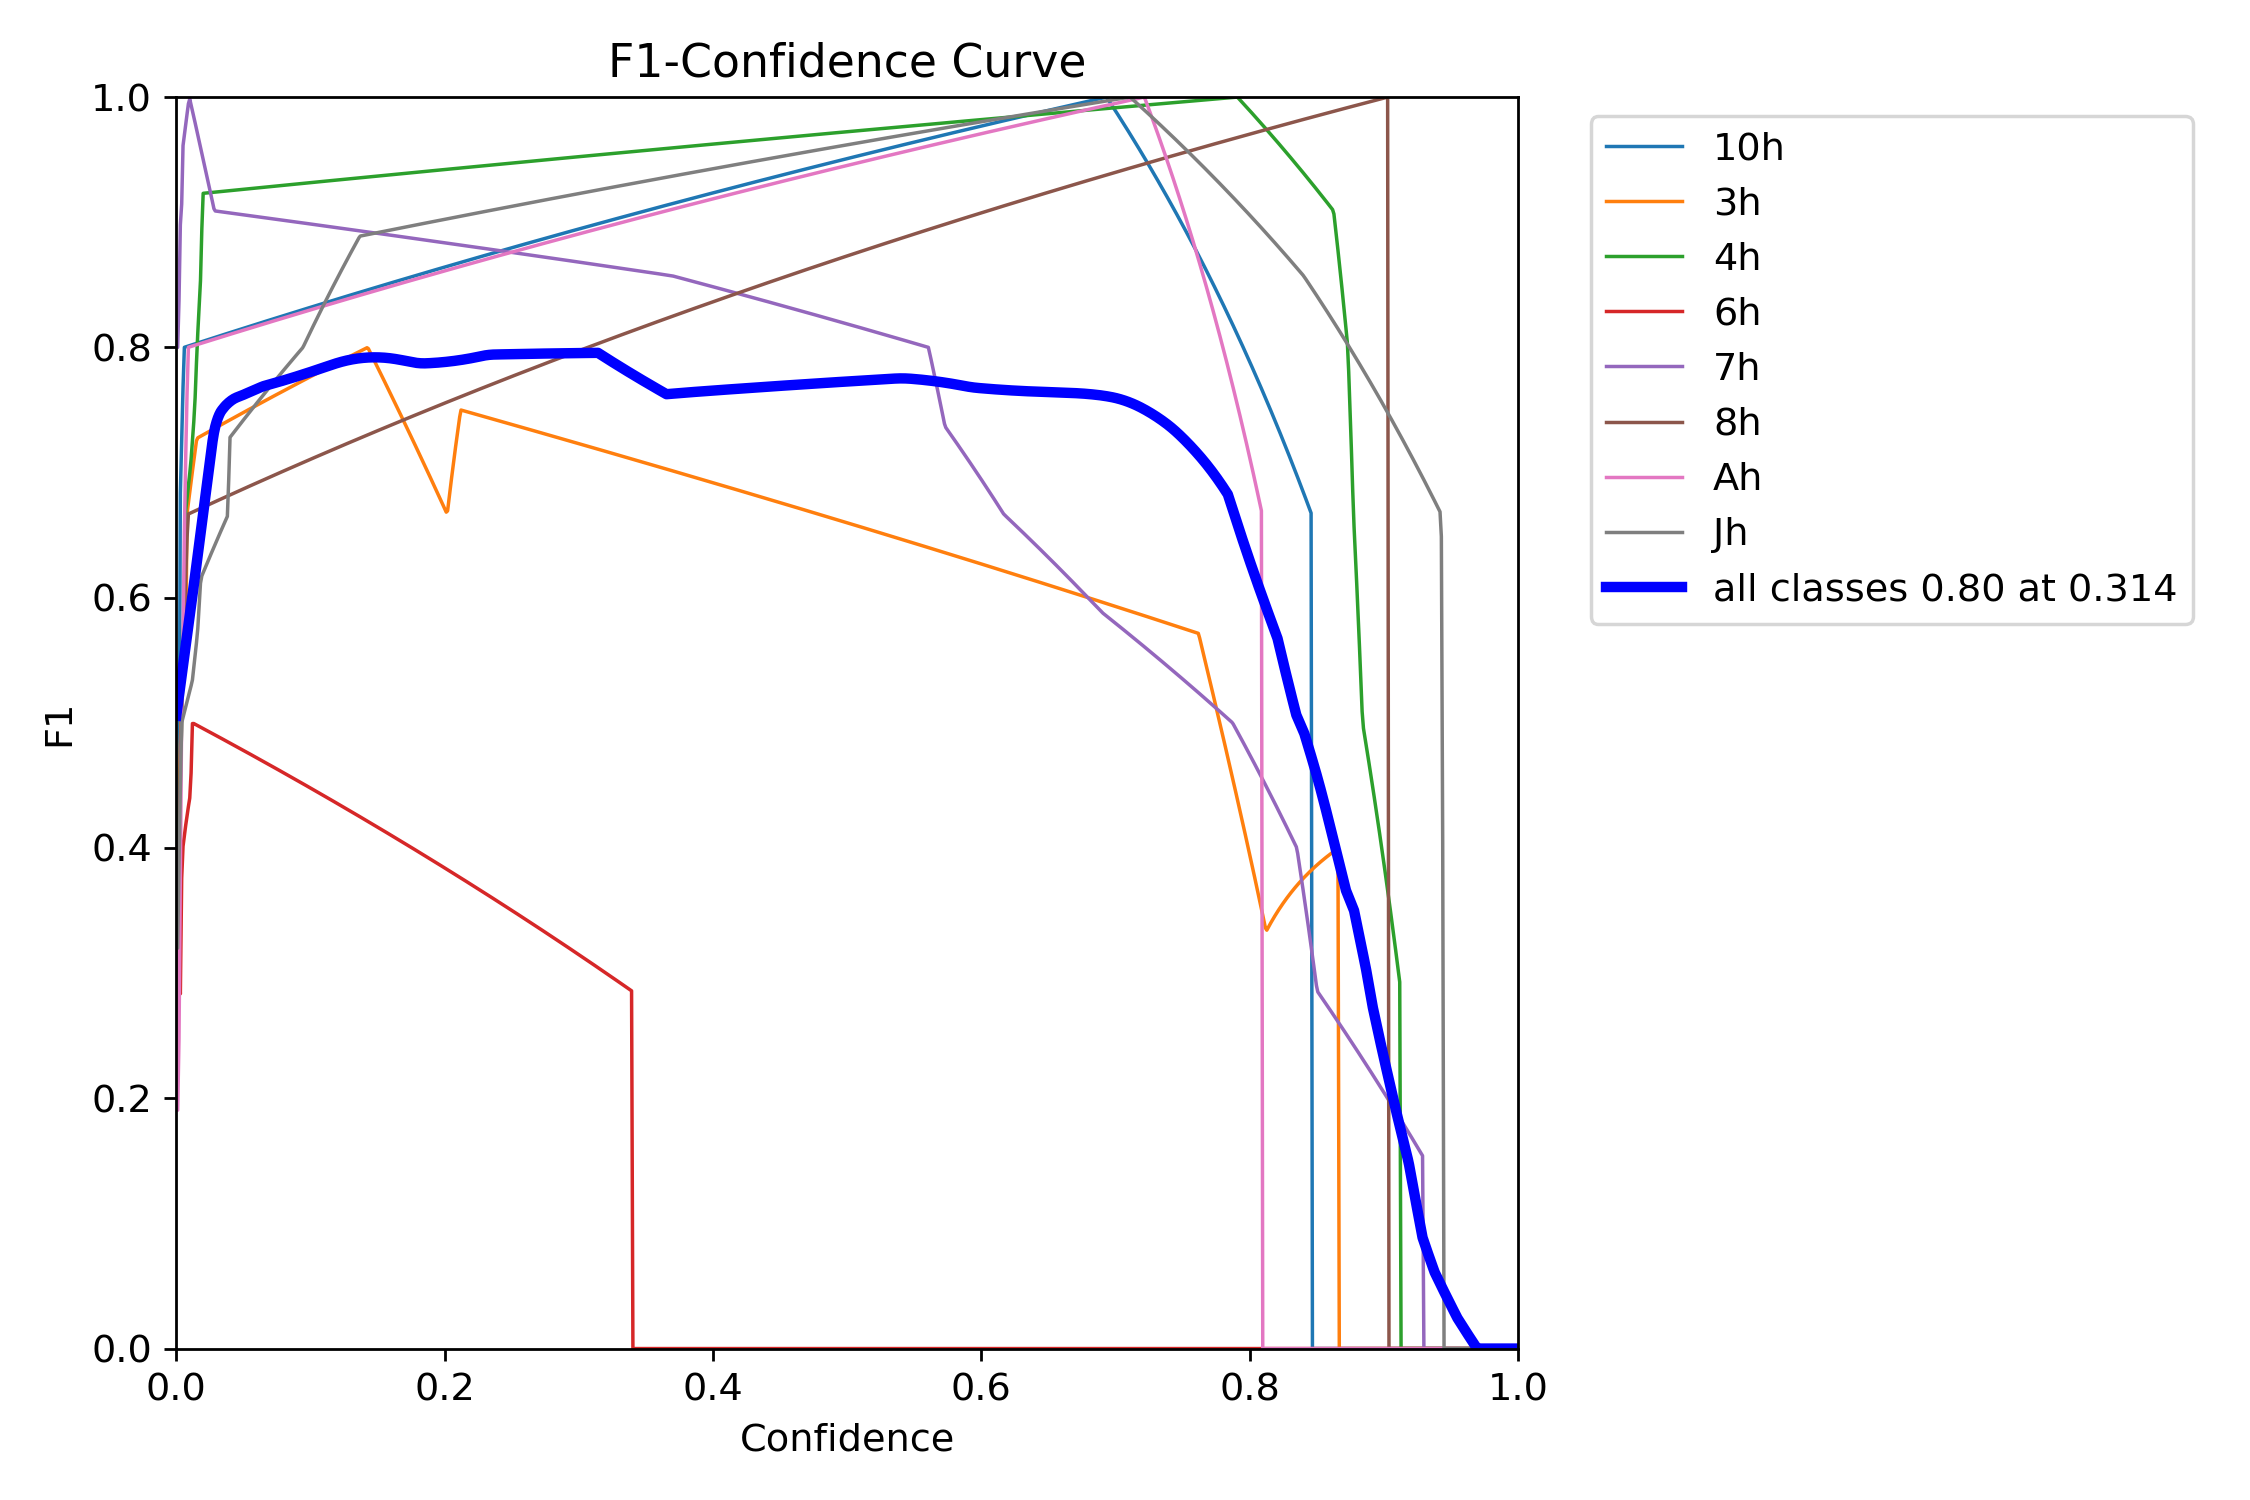 F1-Confidence Curve
1.0
0.8
0.6
0.4
0.2
0.0
F1
0.0 0.2 0.4 0.6 0.8 1.0
Confidence
10h
3h
4h
6h
7h
8h
Ah
Jh
all classes 0.80 at 0.314